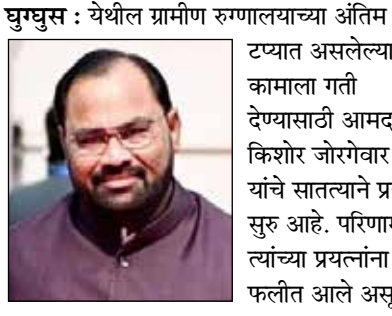 घुग्घुस : येथील ग्रामीण रुग्णालयाच्या अंतिम
टप्यात असलेल्या
कामाला गती
देण्यासाठी आमद
किशोर जोरगेवार
यांचे सातत्याने प्र
सुरु आहे. परिणाम
त्यांच्या प्रयत्नांना
फलीत आले असू